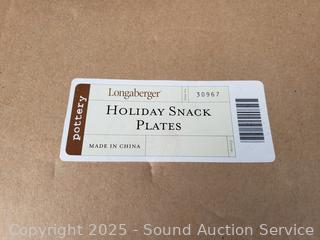 pottery
Longaberger
30967
HOLIDAY SNACK
PLATES
MADE IN CHINA
Copyright 2025 - Sound Auction Service